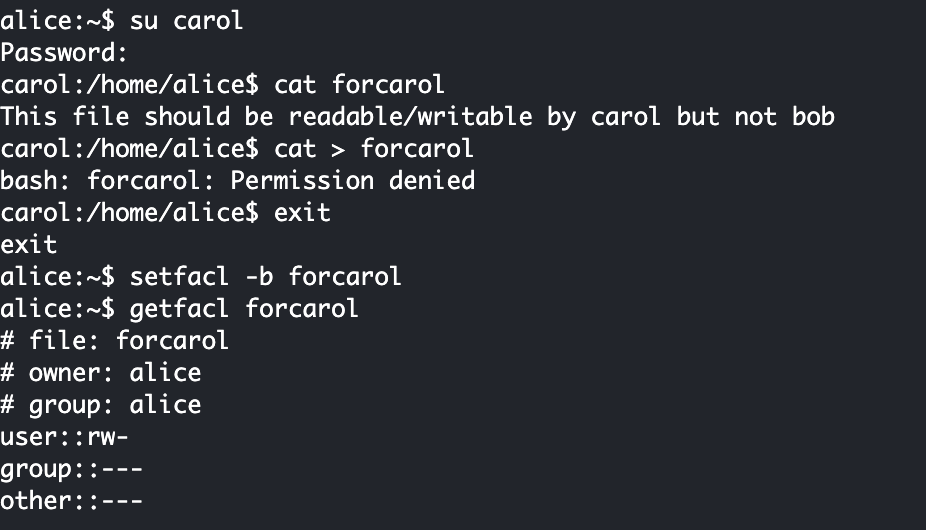 alice:~$ su carol
Password:
carol:/home/alice$ cat forcarol
This file should be readable/writable by carol but not bob
carol:/home/alice$ cat > forcarol
bash: forcarol: Permission denied
carol:/home/alice$ exit
exit
alice:~$ setfacl -b forcarol
alice:~$ getfacl forcarol
# file: forcarol
# owner: alice
# group: alice
user::rw-
group::---
other::---